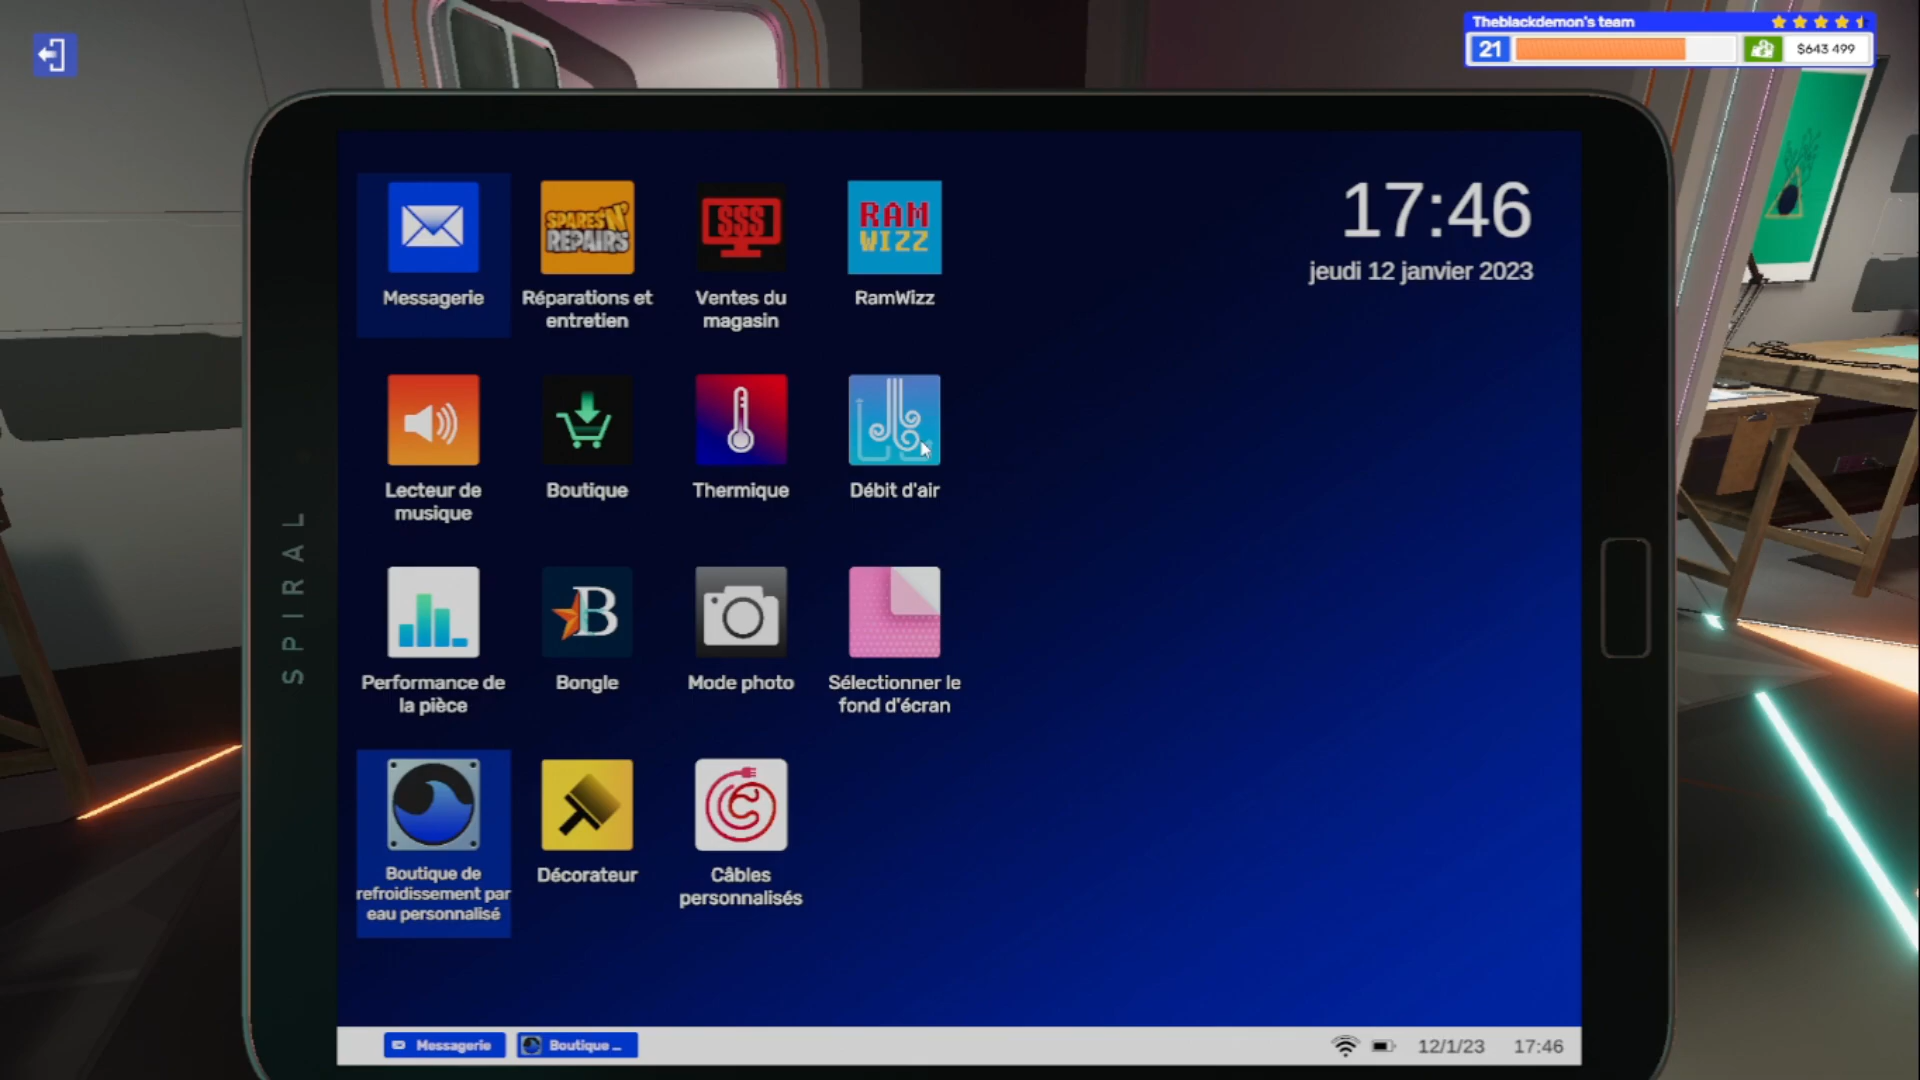 Theblackdemon's team
21
$643 499
17:46
jeudi 12 janvier 2023
Messagerie
SPARES N' REPAIRS
Réparations et
entretien
SSS
Ventes du
magasin
RAM
WIZZ
RamWizz
Lecteur de
musique
Boutique
Thermique
Débit d'air
Performance de
la pièce
B
Bongle
Mode photo
Sélectionner le
fond d'écran
Boutique de
refroidissement par
eau personnalisé
Décorateur
Câbles
personnalisés
SPIRAL
Messagerie
Boutique ...
12/1/23
17:46